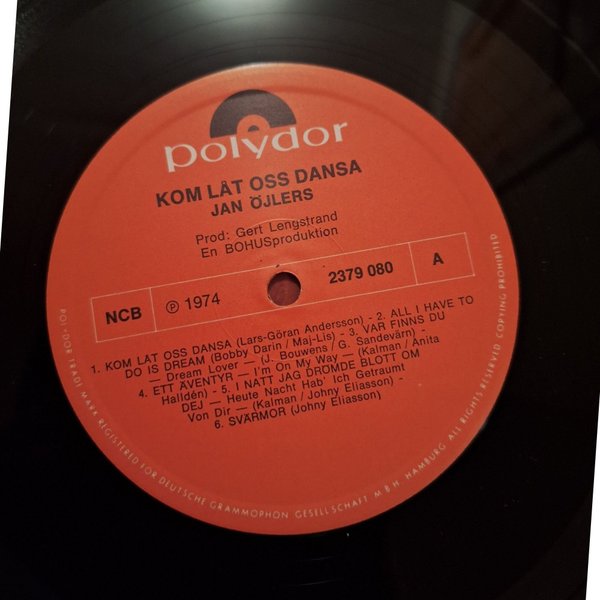 polydor
KOM LÅT OSS DANSA
JAN ÖJLERS
Prod: Gert Lengstrand
En BOHUSproduktion
NCB ℗ 1974 2379 080 A
1. KOM LÅT OSS DANSA (Lars-Göran Andersson) - 2. ALL I HAVE TO
DO IS DREAM (Bobby Darin / Maj-Lis) - 3. VAR FINNS DU
— Dream Lover — (J. Bouwens / G. Sandevärn) -
4. ETT ÄVENTYR — I'm On My Way — (Kalman / Anita
Halldén) - 5. I NATT JAG DRÖMDE BLOTT OM
DEJ — Heute Nacht Hab' Ich Geträumt
Von Dir — (Kalman / Johny Eliasson) -
6. SVÄRMOR (Johny Eliasson)
POLYDOR TRADE MARK REGISTERED FOR DEUTSCHE GRAMMOPHON GESELLSCHAFT M.B.H. HAMBURG ALL RIGHTS RESERVED COPYING PROHIBITED